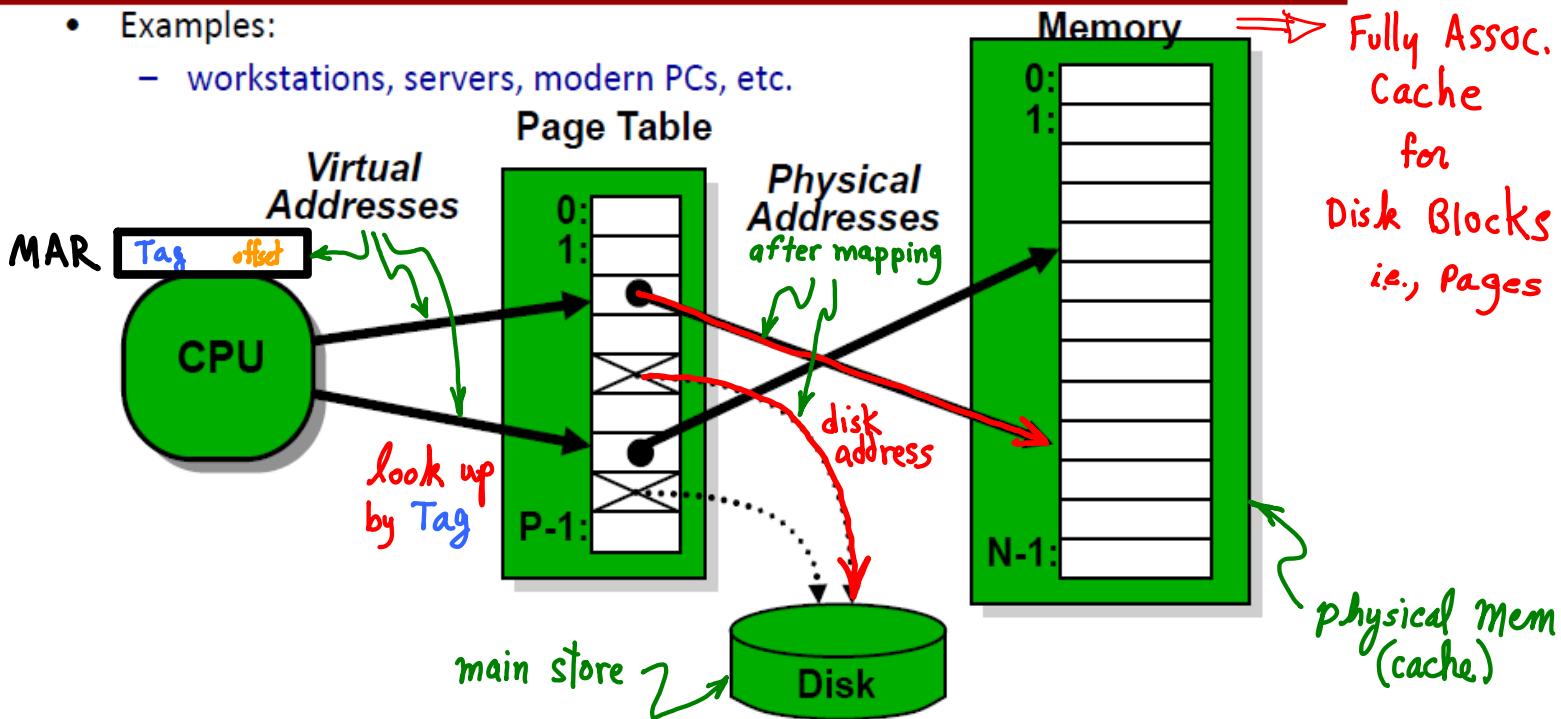 • Examples:
– workstations, servers, modern PCs, etc.
Page Table
Memory
⇒ Fully Assoc.
Cache
for
Disk Blocks
i.e., Pages
Virtual
Addresses
Physical
Addresses
after mapping
MAR
Tag offset
CPU
0:
1:
P-1:
0:
1:
N-1:
look up
by Tag
disk
address
main store
Disk
physical Mem
(cache)